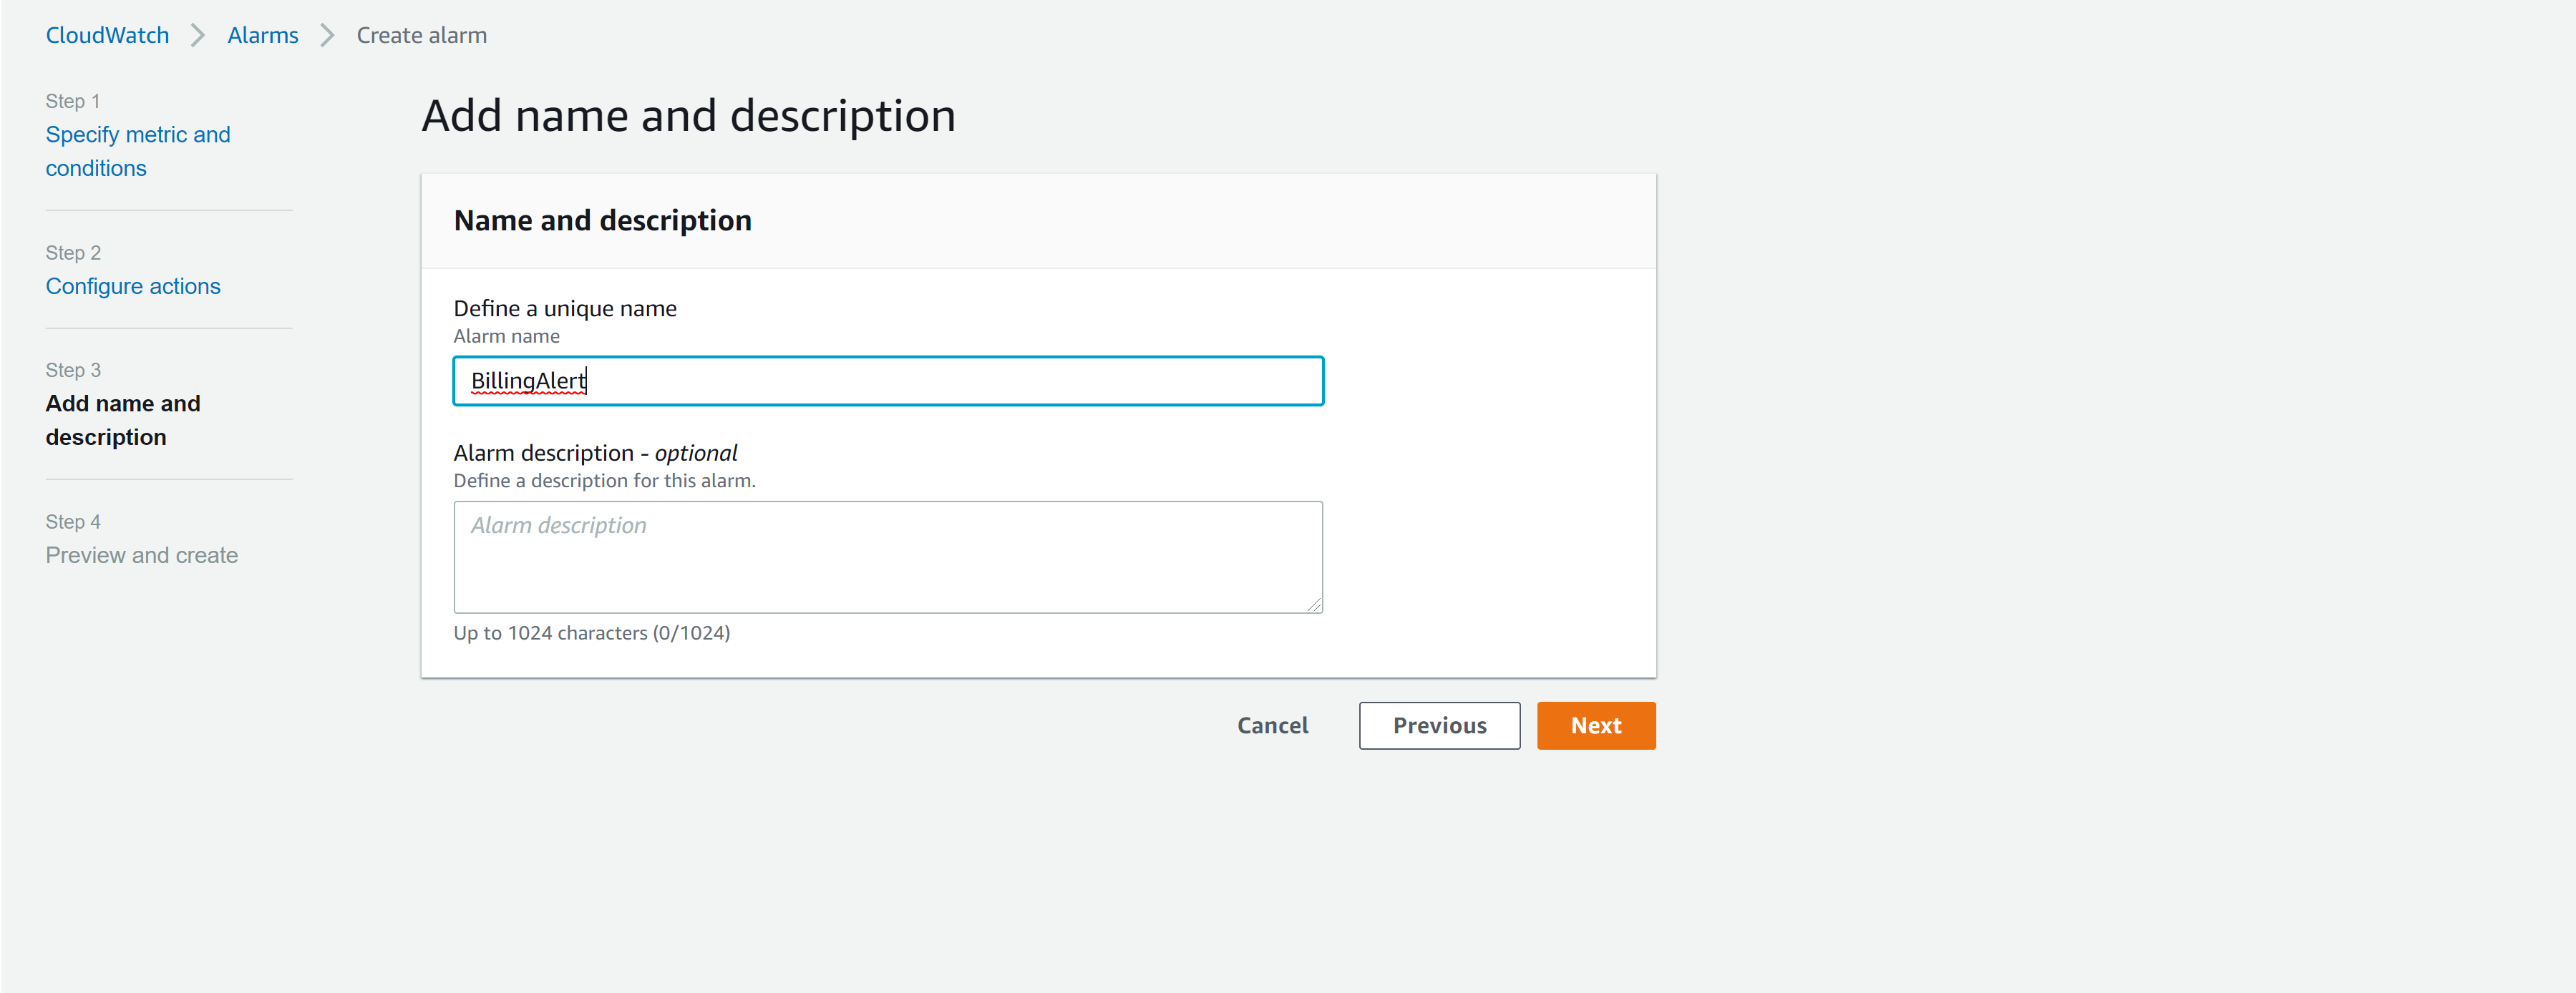 CloudWatch > Alarms > Create alarm
Step 1
Specify metric and
conditions
Step 2
Configure actions
Step 3
Add name and
description
Step 4
Preview and create
Add name and description
Name and description
Define a unique name
Alarm name
BillingAlert
Alarm description - optional
Define a description for this alarm.
Alarm description
Up to 1024 characters (0/1024)
Cancel
Previous
Next